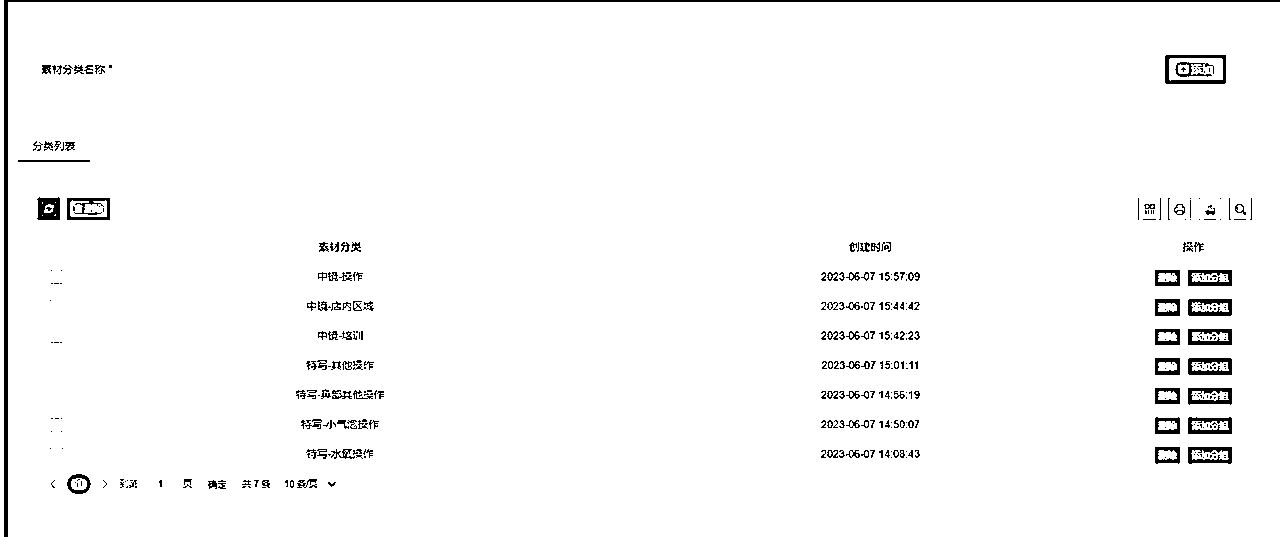 素材分类名称 *
添加
分类列表
删除
素材分类 创建时间 操作
中镜-操作 2023-06-07 15:57:09 删除 添加分组
中镜-店内区域 2023-06-07 15:44:42 删除 添加分组
中镜-培训 2023-06-07 15:42:23 删除 添加分组
特写-其他操作 2023-06-07 15:01:11 删除 添加分组
特写-鼻部其他操作 2023-06-07 14:56:19 删除 添加分组
特写-小气泡操作 2023-06-07 14:50:07 删除 添加分组
特写-水氧操作 2023-06-07 14:08:43 删除 添加分组
1 到第 1 页 确定 共 7 条 10 条/页